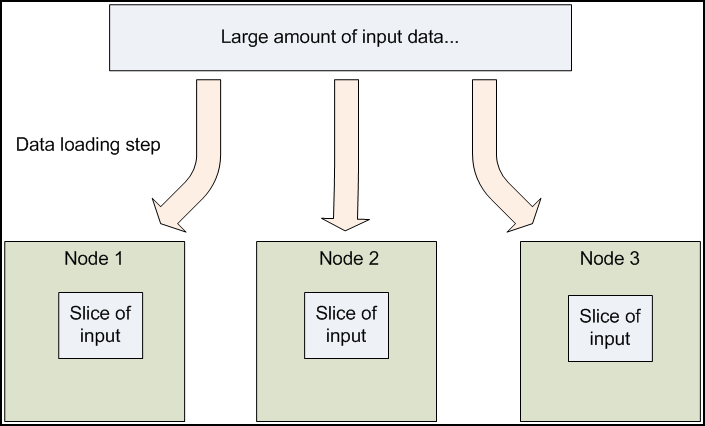 Large amount of input data...
Data loading step
Node 1
Node 2
Node 3
Slice of
input
Slice of
input
Slice of
input